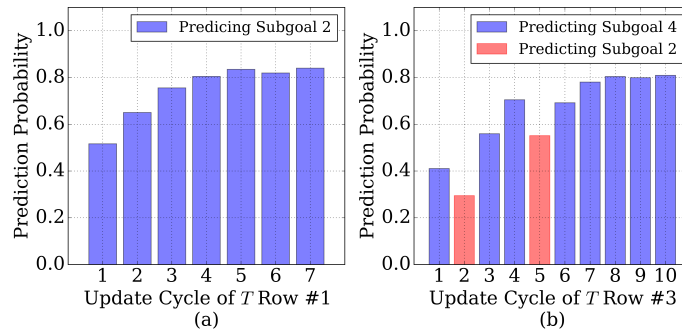 Predicing Subgoal 2
Prediction Probability
1.0
0.8
0.6
0.4
0.2
0.0
1 2 3 4 5 6 7
Update Cycle of T Row #1
(a)
Predicting Subgoal 4
Predicting Subgoal 2
Prediction Probability
1.0
0.8
0.6
0.4
0.2
0.0
1 2 3 4 5 6 7 8 9 10
Update Cycle of T Row #3
(b)